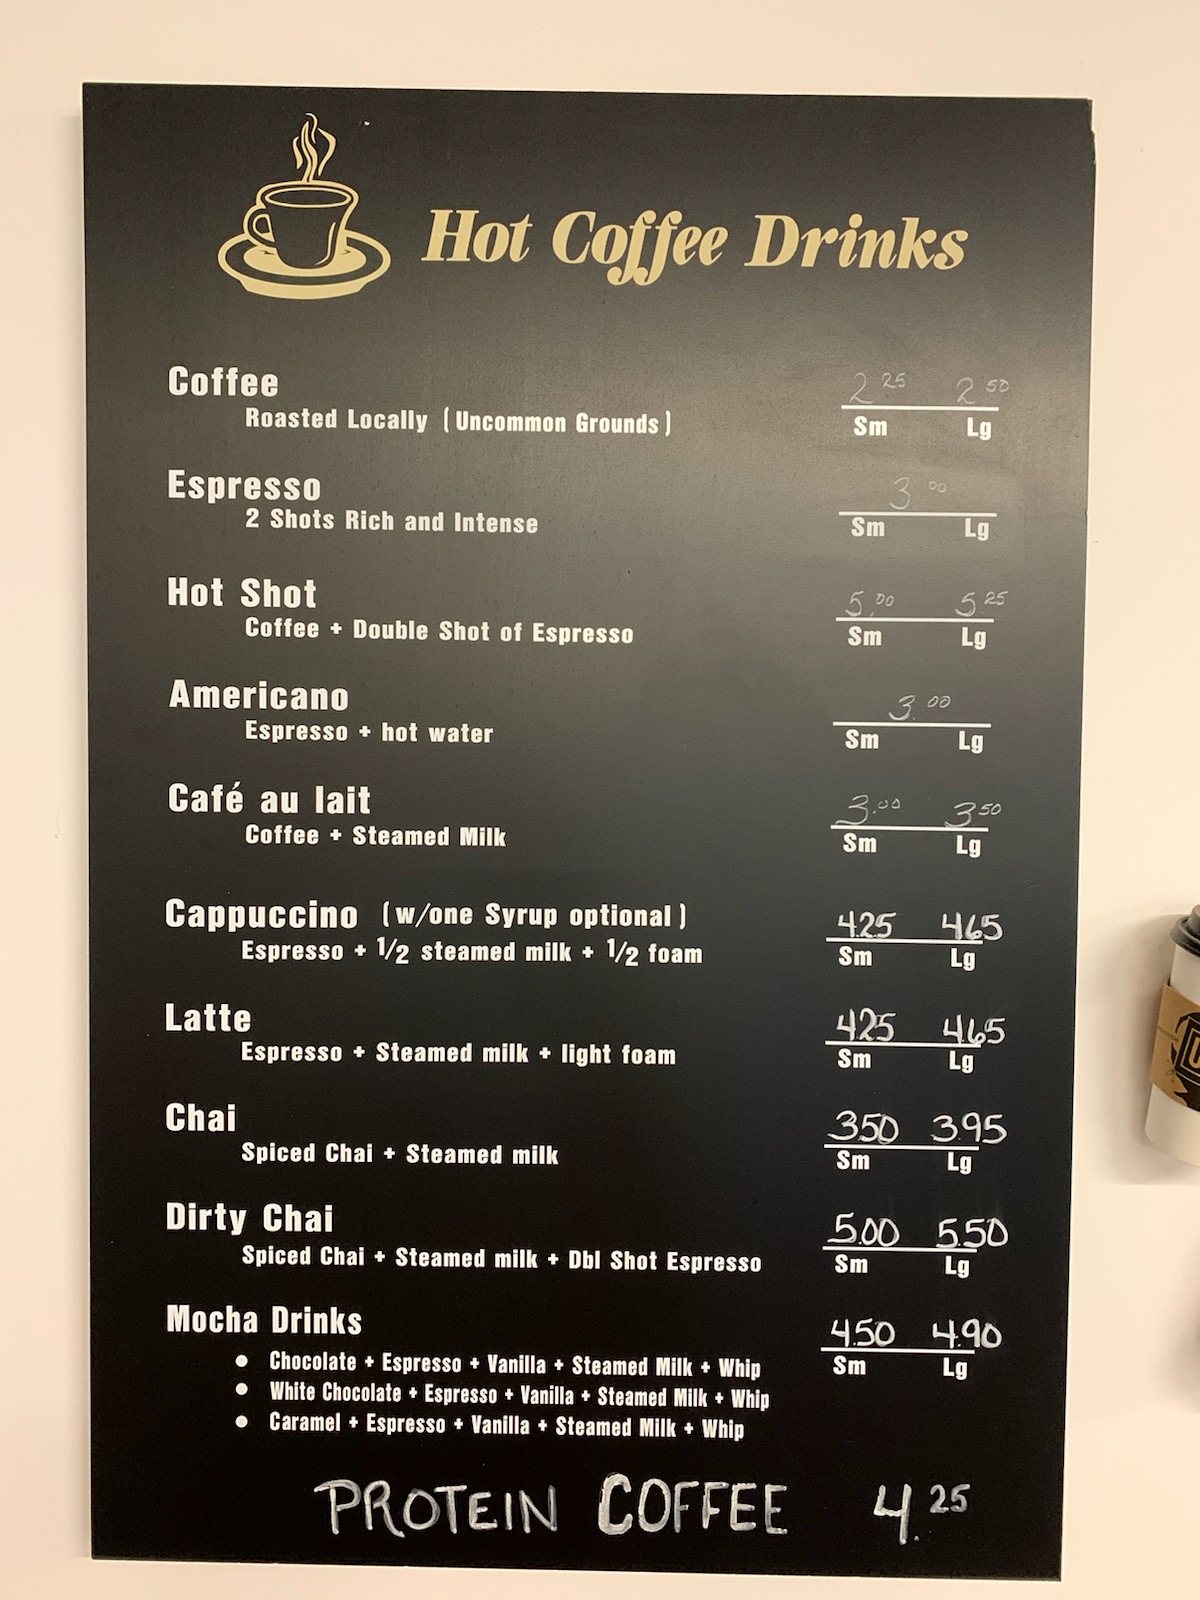 Hot Coffee Drinks
Coffee
2 25 2 50
Roasted Locally (Uncommon Grounds)
Sm Lg
Espresso
3.00
2 Shots Rich and Intense
Sm Lg
Hot Shot
5.00 5.25
Coffee + Double Shot of Espresso
Sm Lg
Americano
3.00
Espresso + hot water
Sm Lg
Café au lait
3.00 3.50
Coffee + Steamed Milk
Sm Lg
Cappuccino (w/one Syrup optional)
4.25 4.65
Espresso + 1/2 steamed milk + 1/2 foam
Sm Lg
Latte
4.25 4.65
Espresso + Steamed milk + light foam
Sm Lg
Chai
3.50 3.95
Spiced Chai + Steamed milk
Sm Lg
Dirty Chai
5.00 5.50
Spiced Chai + Steamed milk + Dbl Shot Espresso
Sm Lg
Mocha Drinks
4.50 4.90
• Chocolate + Espresso + Vanilla + Steamed Milk + Whip
Sm Lg
• White Chocolate + Espresso + Vanilla + Steamed Milk + Whip
• Caramel + Espresso + Vanilla + Steamed Milk + Whip
PROTEIN COFFEE 4.25